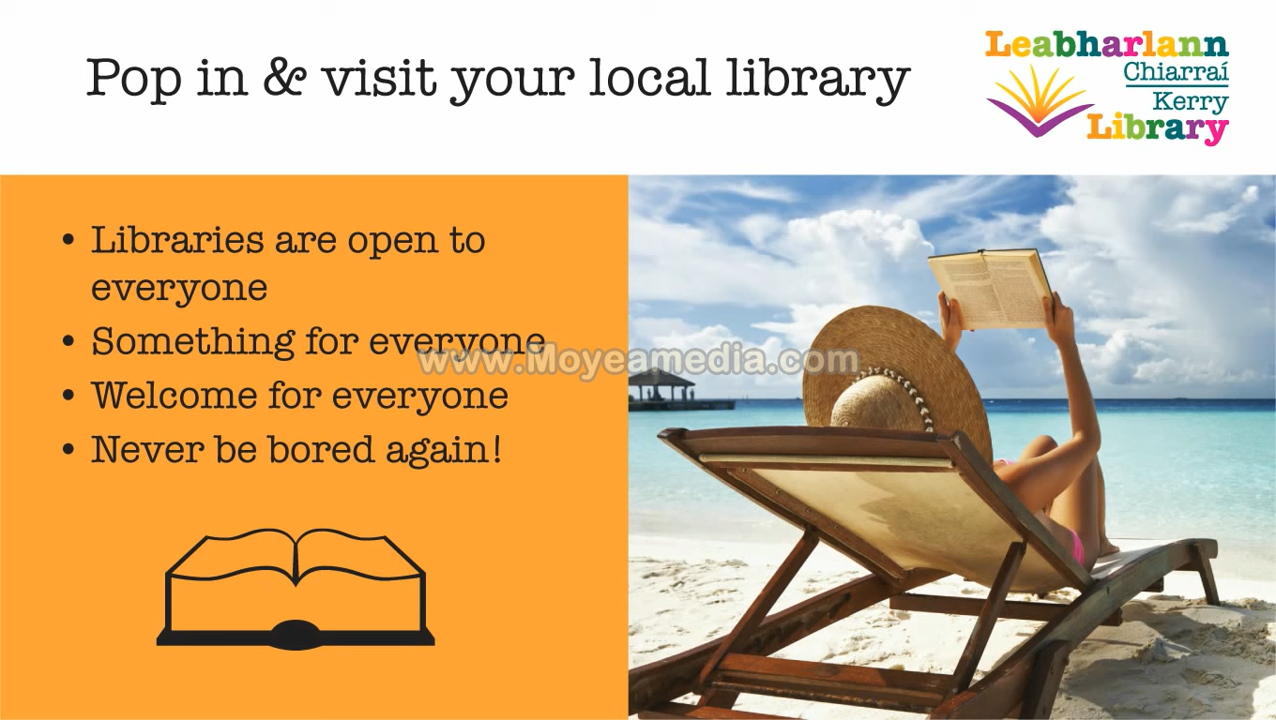 Pop in & visit your local library
Leabharlann
Chiarraí
Kerry
Library
• Libraries are open to
everyone
• Something for everyone
• Welcome for everyone
• Never be bored again!
www.Moyeamedia.com